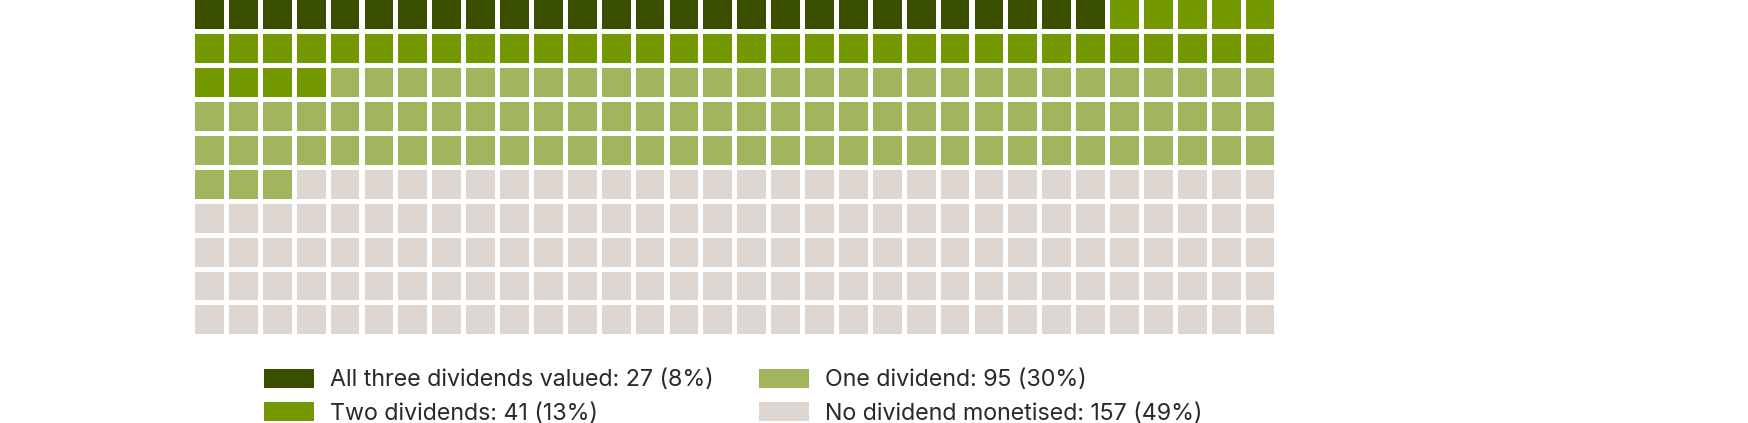 All three dividends valued: 27 (8%)
Two dividends: 41 (13%)
One dividend: 95 (30%)
No dividend monetised: 157 (49%)